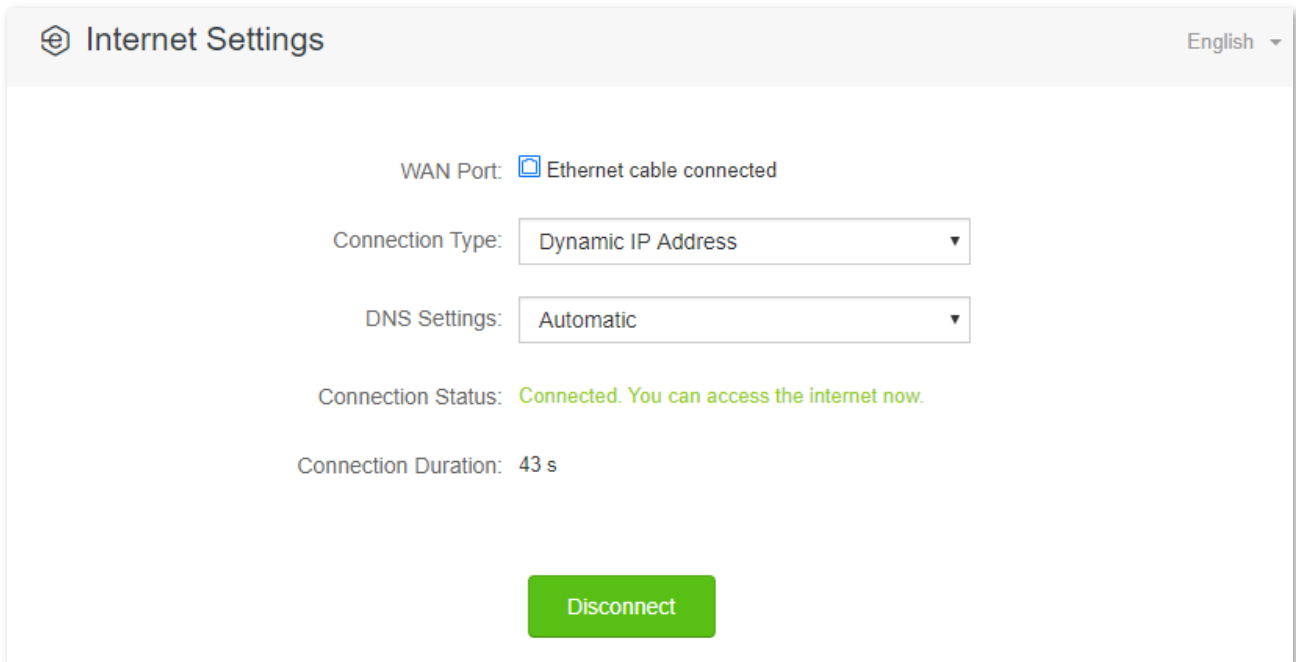 Internet Settings
English
WAN Port: Ethernet cable connected
Connection Type: Dynamic IP Address
DNS Settings: Automatic
Connection Status: Connected. You can access the internet now.
Connection Duration: 43 s
Disconnect